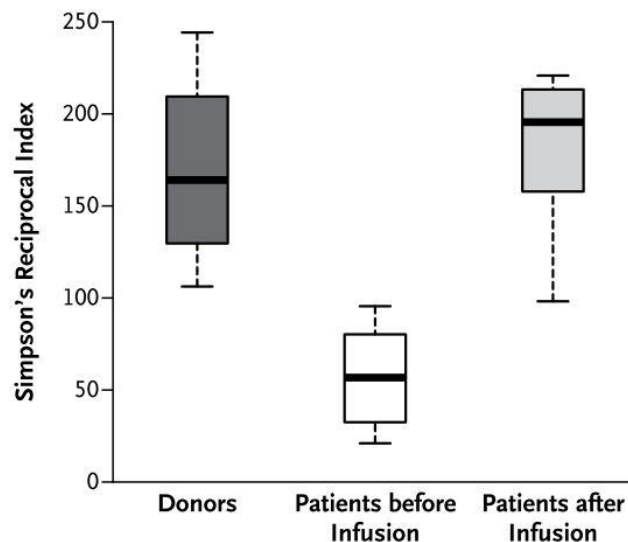 250
200
150
100
50
0
Simpson's Reciprocal Index
Donors
Patients before
Infusion
Patients after
Infusion